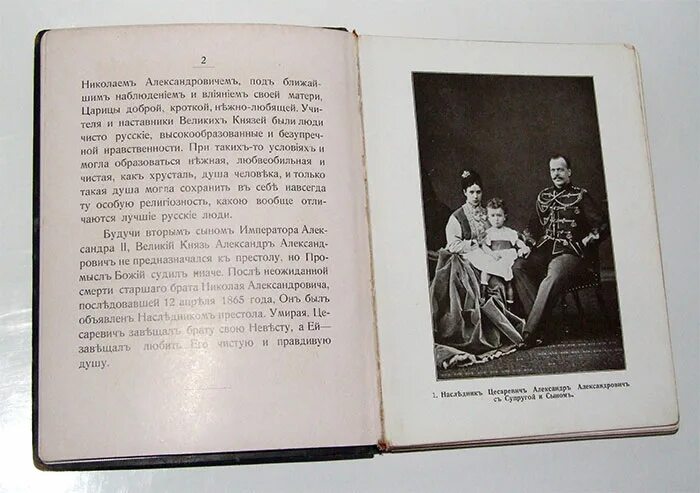 2
Николаемъ Александровичемъ, подъ ближай-
шимъ наблюденіемъ и вліяніемъ своей матери,
Царицы доброй, кроткой, нѣжно-любящей. Учи-
теля и наставники Великихъ Князей были люди
чисто русскіе, высокообразованные и безупреч-
ной нравственности. При такихъ-то условіяхъ и
могла образоваться нѣжная, любвеобильная и
чистая, какъ хрусталь, душа человѣка, и только
такая душа могла сохранить въ себѣ навсегда
ту особую религіозность, какою вообще отли-
чаются лучшіе русскіе люди.
Будучи вторымъ сыномъ Императора Алек-
сандра II, Великій Князь Александръ Алексан-
дровичъ не предназначался къ престолу, но Про-
мыслъ Божій судилъ иначе. Послѣ неожиданной
смерти старшаго брата Николая Александровича,
послѣдовавшей 12 апрѣля 1865 года, Онъ былъ
объявленъ Наслѣдникомъ престола. Умирая, Це-
саревичъ завѣщалъ брату свою Невѣсту, а Ей—
завѣщалъ любить Его чистую и правдивую
душу.
1. Наслѣдникъ Цесаревичъ Александръ Александровичъ
съ Супругой и Сыномъ.